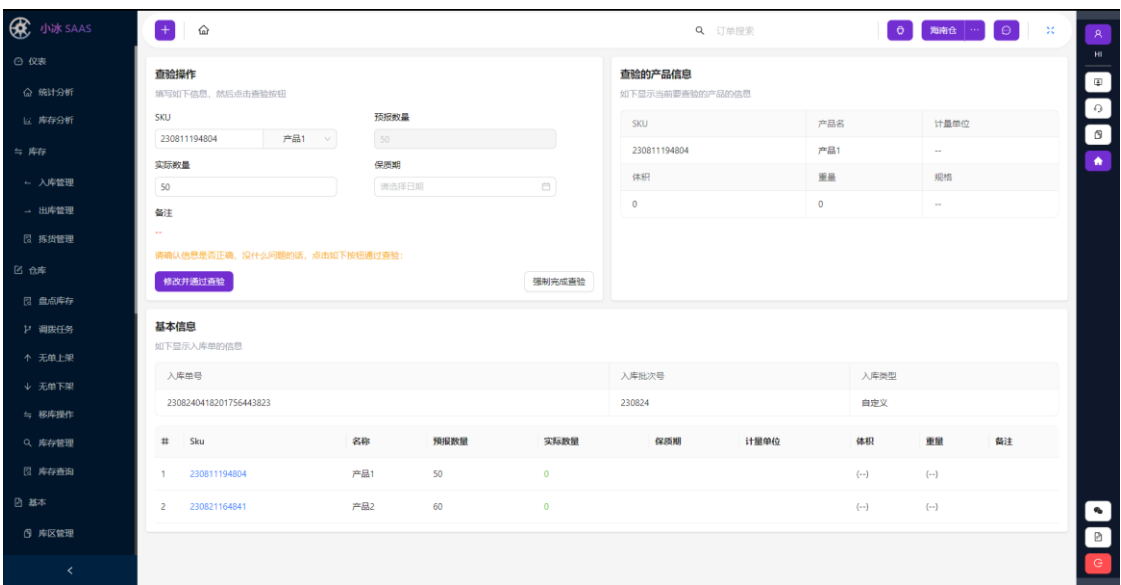 小冰 SAAS
订单搜索
海南仓 ···
HI
仪表
统计分析
库存分析
库存
入库管理
出库管理
拣货管理
仓库
盘点库存
调拨任务
无单上架
无单下架
移库操作
库存管理
库存查询
基本
库区管理
查验操作
填写如下信息，然后点击查验按钮
SKU 预报数量
230811194804 产品1 50
实际数量 保质期
50 请选择日期
备注
--
请确认信息是否正确，没什么问题的话，点击如下按钮通过查验：
修改并通过查验 强制完成查验
查验的产品信息
如下显示当前要查验的产品的信息
SKU 产品名 计量单位
230811194804 产品1 --
体积 重量 规格
0 0 --
基本信息
如下显示入库单的信息
入库单号 入库批次号 入库类型
2308240418201756443823 230824 自定义
# Sku 名称 预报数量 实际数量 保质期 计量单位 体积 重量 备注
1 230811194804 产品1 50 0 (--) (--)
2 230821164841 产品2 60 0 (--) (--)